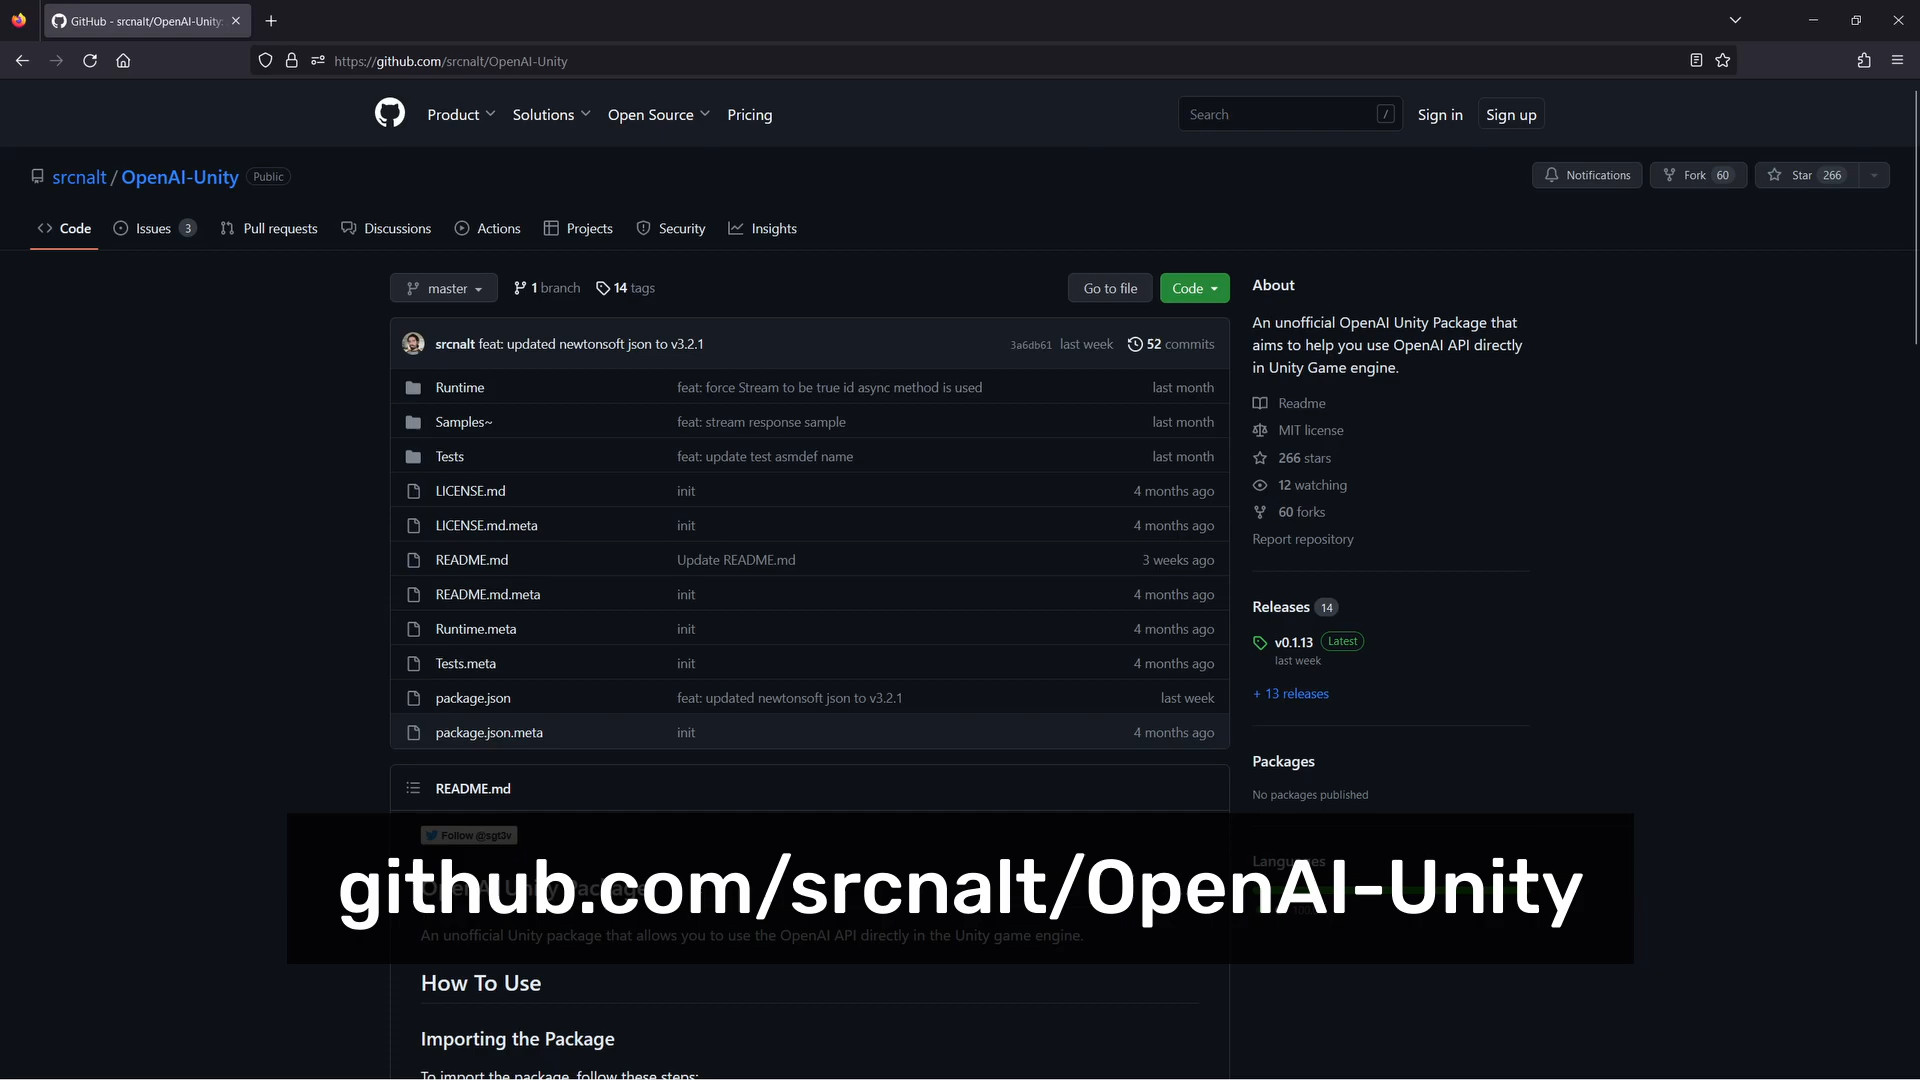 GitHub - srcnalt/OpenAI-Unity:
https://github.com/srcnalt/OpenAI-Unity
Product Solutions Open Source Pricing Search / Sign in Sign up
srcnalt / OpenAI-Unity Public Notifications Fork 60 Star 266
Code Issues 3 Pull requests Discussions Actions Projects Security Insights
master 1 branch 14 tags Go to file Code
srcnalt feat: updated newtonsoft json to v3.2.1 3a6db61 last week 52 commits
Runtime feat: force Stream to be true id async method is used last month
Samples~ feat: stream response sample last month
Tests feat: update test asmdef name last month
LICENSE.md init 4 months ago
LICENSE.md.meta init 4 months ago
README.md Update README.md 3 weeks ago
README.md.meta init 4 months ago
Runtime.meta init 4 months ago
Tests.meta init 4 months ago
package.json feat: updated newtonsoft json to v3.2.1 last week
package.json.meta init 4 months ago
About
An unofficial OpenAI Unity Package that
aims to help you use OpenAI API directly
in Unity Game engine.
Readme
MIT license
266 stars
12 watching
60 forks
Report repository
Releases 14
v0.1.13 Latest
last week
+ 13 releases
Packages
No packages published
Languages
README.md
Follow @sgt3v
OpenAI Unity Package
github.com/srcnalt/OpenAI-Unity
An unofficial Unity package that allows you to use the OpenAI API directly in the Unity game engine.
How To Use
Importing the Package
To import the package, follow these steps: